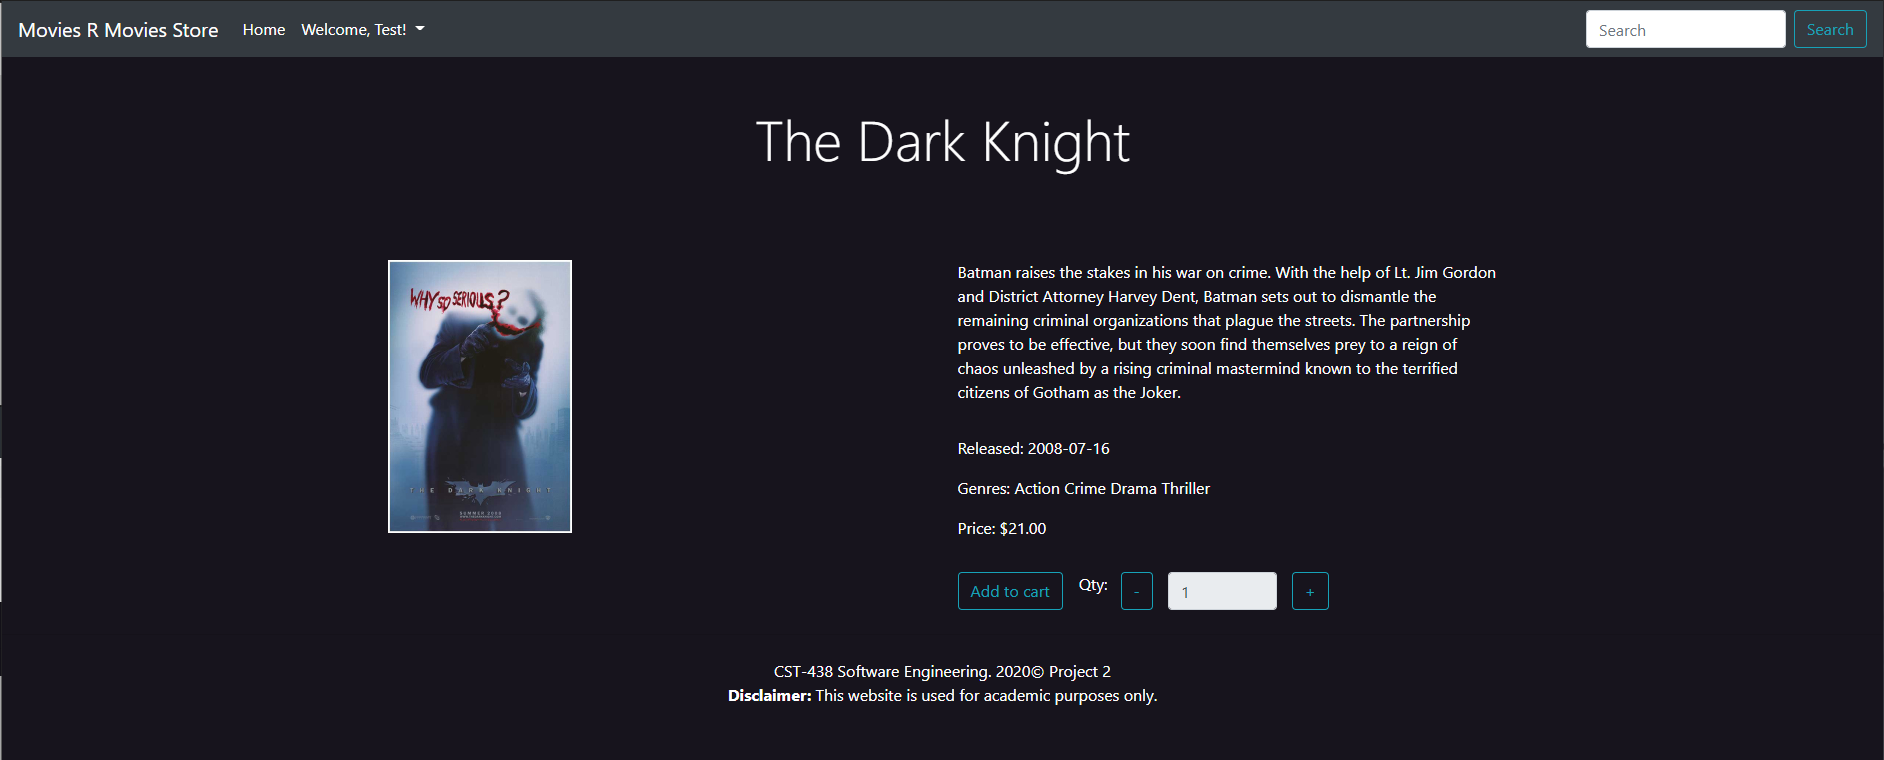 Movies R Movies Store Home Welcome, Test! Search Search
The Dark Knight
WHY SO SERIOUS?
THE DARK KNIGHT
SUMMER 2008
Batman raises the stakes in his war on crime. With the help of Lt. Jim Gordon
and District Attorney Harvey Dent, Batman sets out to dismantle the
remaining criminal organizations that plague the streets. The partnership
proves to be effective, but they soon find themselves prey to a reign of
chaos unleashed by a rising criminal mastermind known to the terrified
citizens of Gotham as the Joker.
Released: 2008-07-16
Genres: Action Crime Drama Thriller
Price: $21.00
Add to cart Qty: - 1 +
CST-438 Software Engineering. 2020© Project 2
Disclaimer: This website is used for academic purposes only.